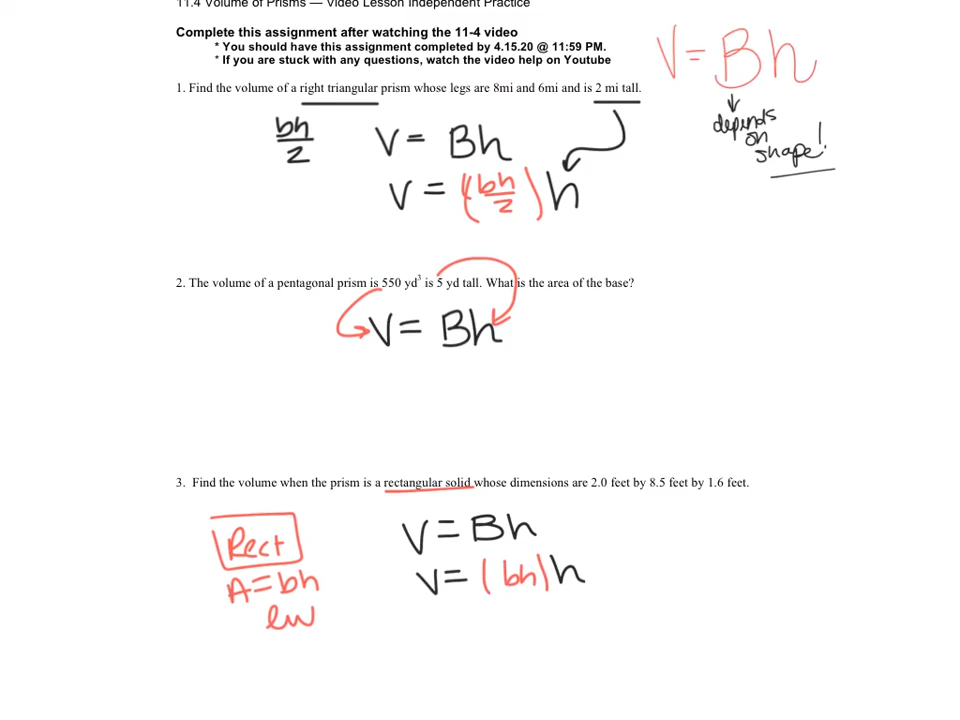 11.4 Volume of Prisms — Video Lesson Independent Practice
Complete this assignment after watching the 11-4 video
* You should have this assignment completed by 4.15.20 @ 11:59 PM.
* If you are stuck with any questions, watch the video help on Youtube
V = Bh
depends
on
shape!
1. Find the volume of a right triangular prism whose legs are 8mi and 6mi and is 2 mi tall.
bh/2
V = Bh
V = (bh/2)h
2. The volume of a pentagonal prism is 550 yd³ is 5 yd tall. What is the area of the base?
V = Bh
3. Find the volume when the prism is a rectangular solid whose dimensions are 2.0 feet by 8.5 feet by 1.6 feet.
Rect
A = bh
lw
V = Bh
V = (bh)h